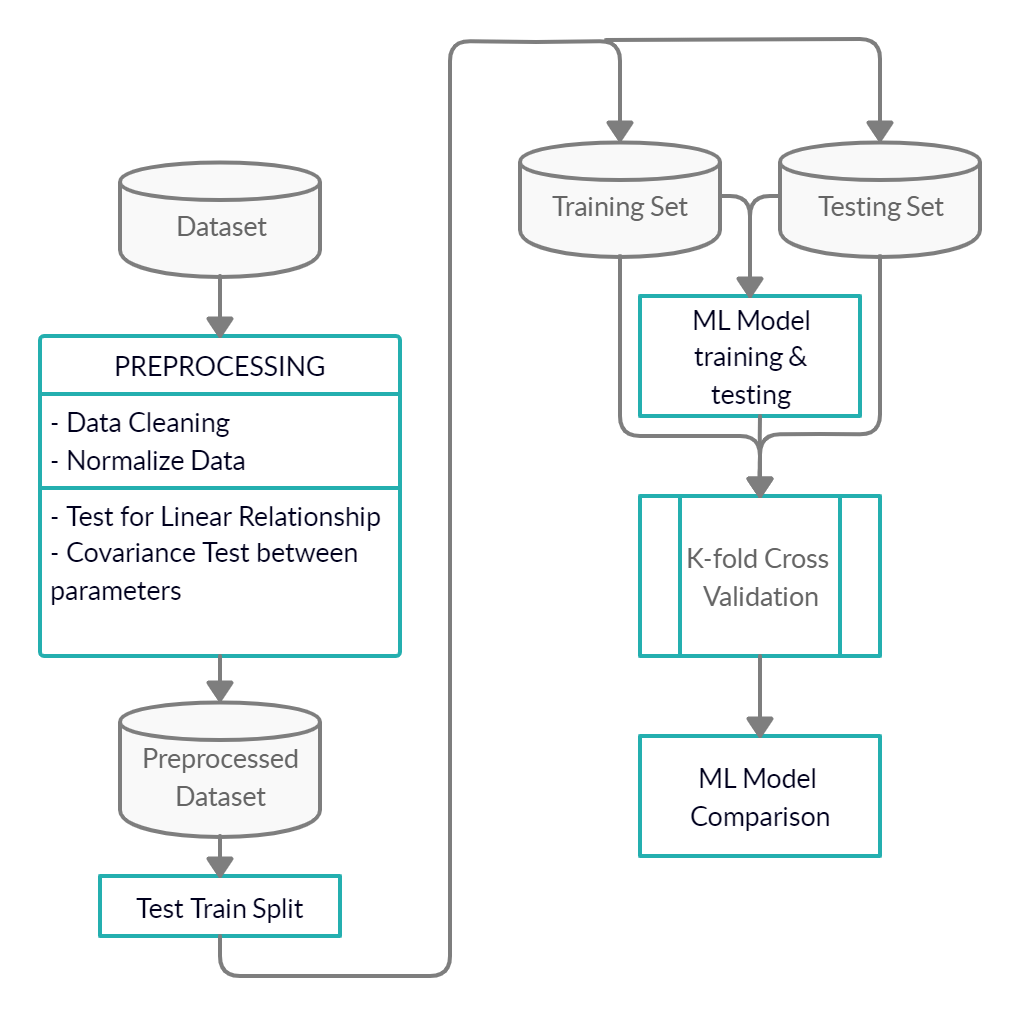 Dataset
PREPROCESSING
- Data Cleaning
- Normalize Data
- Test for Linear Relationship
- Covariance Test between
parameters
Preprocessed
Dataset
Test Train Split
Training Set
Testing Set
ML Model
training &
testing
K-fold Cross
Validation
ML Model
Comparison